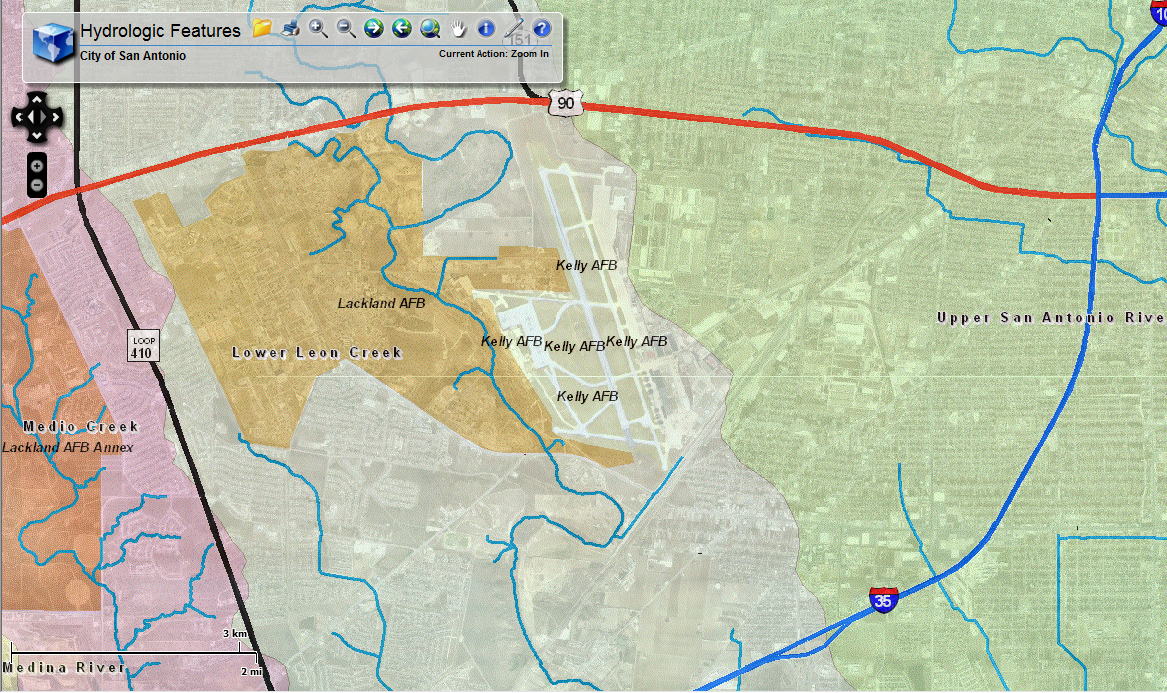 Hydrologic Features
City of San Antonio
Current Action: Zoom In
151
10
90
Kelly AFB
Lackland AFB
Upper San Antonio Rive
LOOP
410
Kelly AFB
Kelly AFB
Kelly AFB
Lower Leon Creek
Kelly AFB
Medio Creek
Lackland AFB Annex
35
3 km
Medina River
2 mi